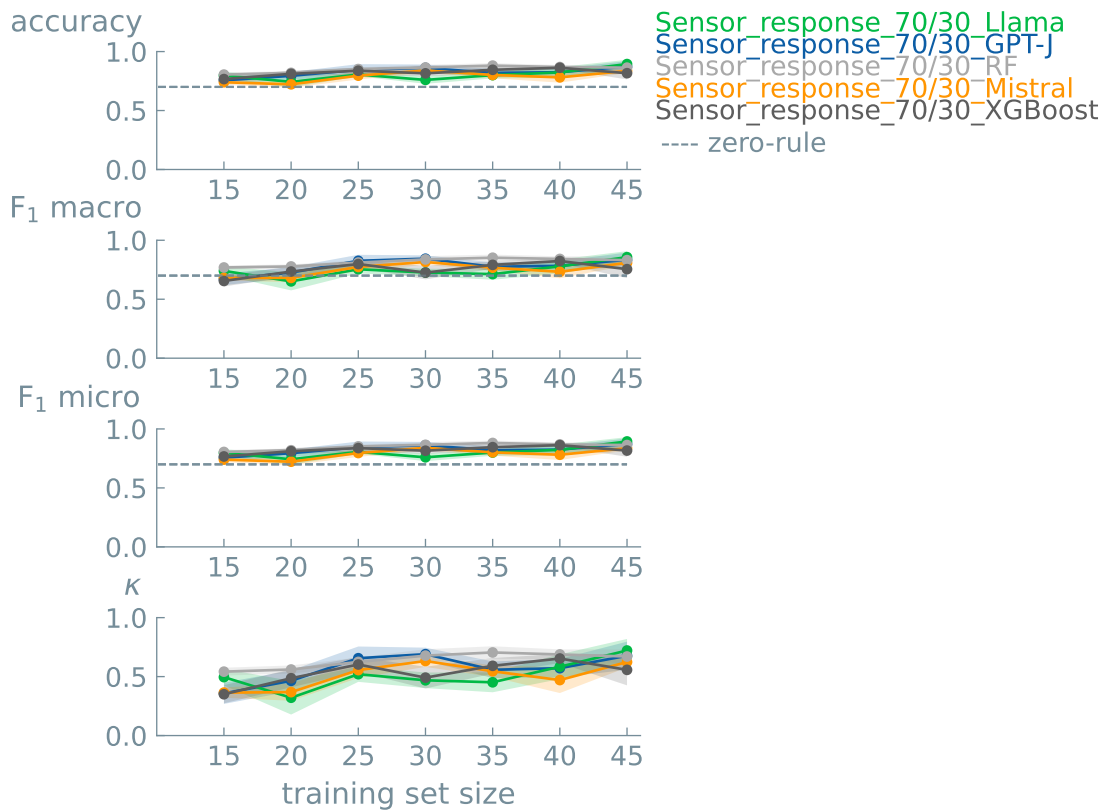 accuracy
1.0
0.5
0.0
15 20 25 30 35 40 45
F₁ macro
1.0
0.5
0.0
15 20 25 30 35 40 45
F₁ micro
1.0
0.5
0.0
15 20 25 30 35 40 45
κ
1.0
0.5
0.0
15 20 25 30 35 40 45
training set size
Sensor_response_70/30_Llama
Sensor_response_70/30_GPT-J
Sensor_response_70/30_RF
Sensor_response_70/30_Mistral
Sensor_response_70/30_XGBoost
zero-rule